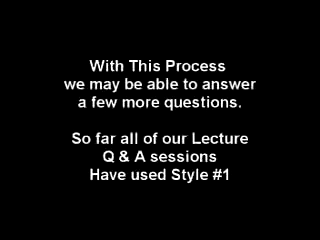 With This Process
we may be able to answer
a few more questions.
So far all of our Lecture
Q & A sessions
Have used Style #1